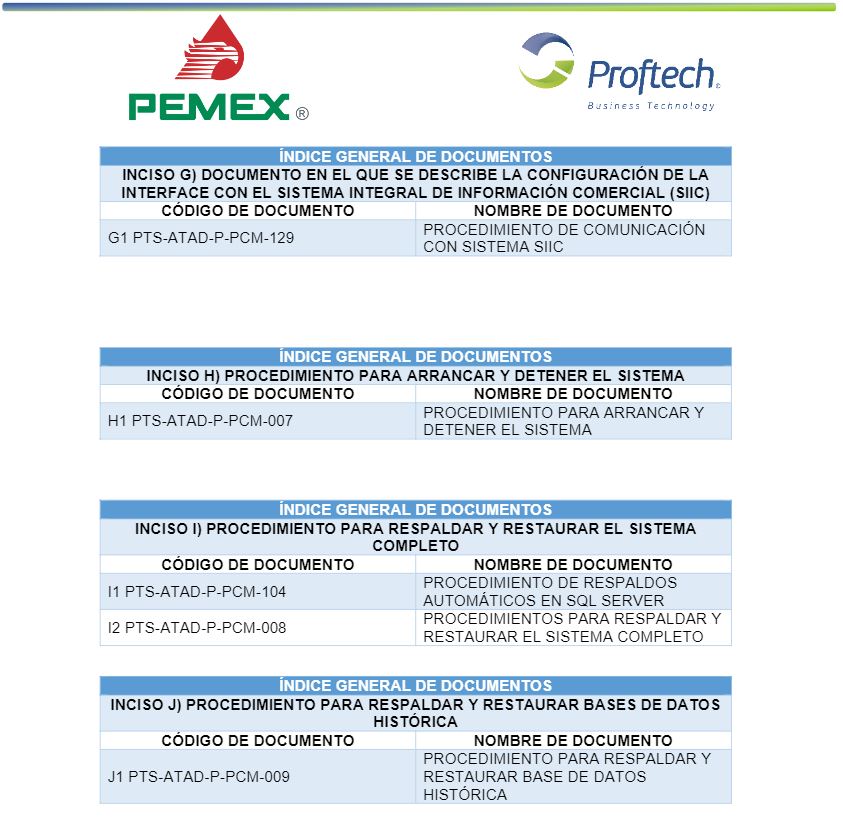 PEMEX ®
Proftech ©
Business Technology
ÍNDICE GENERAL DE DOCUMENTOS
INCISO G) DOCUMENTO EN EL QUE SE DESCRIBE LA CONFIGURACIÓN DE LA
INTERFACE CON EL SISTEMA INTEGRAL DE INFORMACIÓN COMERCIAL (SIIC)
CÓDIGO DE DOCUMENTO NOMBRE DE DOCUMENTO
G1 PTS-ATAD-P-PCM-129
PROCEDIMIENTO DE COMUNICACIÓN
CON SISTEMA SIIC
ÍNDICE GENERAL DE DOCUMENTOS
INCISO H) PROCEDIMIENTO PARA ARRANCAR Y DETENER EL SISTEMA
CÓDIGO DE DOCUMENTO NOMBRE DE DOCUMENTO
H1 PTS-ATAD-P-PCM-007
PROCEDIMIENTO PARA ARRANCAR Y
DETENER EL SISTEMA
ÍNDICE GENERAL DE DOCUMENTOS
INCISO I) PROCEDIMIENTO PARA RESPALDAR Y RESTAURAR EL SISTEMA
COMPLETO
CÓDIGO DE DOCUMENTO NOMBRE DE DOCUMENTO
I1 PTS-ATAD-P-PCM-104
PROCEDIMIENTO DE RESPALDOS
AUTOMÁTICOS EN SQL SERVER
I2 PTS-ATAD-P-PCM-008
PROCEDIMIENTOS PARA RESPALDAR Y
RESTAURAR EL SISTEMA COMPLETO
ÍNDICE GENERAL DE DOCUMENTOS
INCISO J) PROCEDIMIENTO PARA RESPALDAR Y RESTAURAR BASES DE DATOS
HISTÓRICA
CÓDIGO DE DOCUMENTO NOMBRE DE DOCUMENTO
J1 PTS-ATAD-P-PCM-009
PROCEDIMIENTO PARA RESPALDAR Y
RESTAURAR BASE DE DATOS
HISTÓRICA